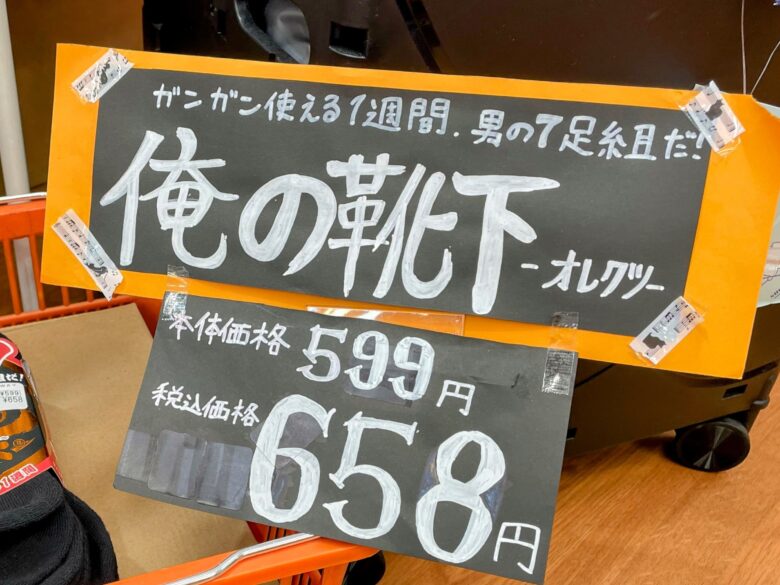 ガンガン使える1週間.男の7足組だ!
俺の靴下
-オレクツ-
本体価格 599円
税込価格 658円
¥599
¥658